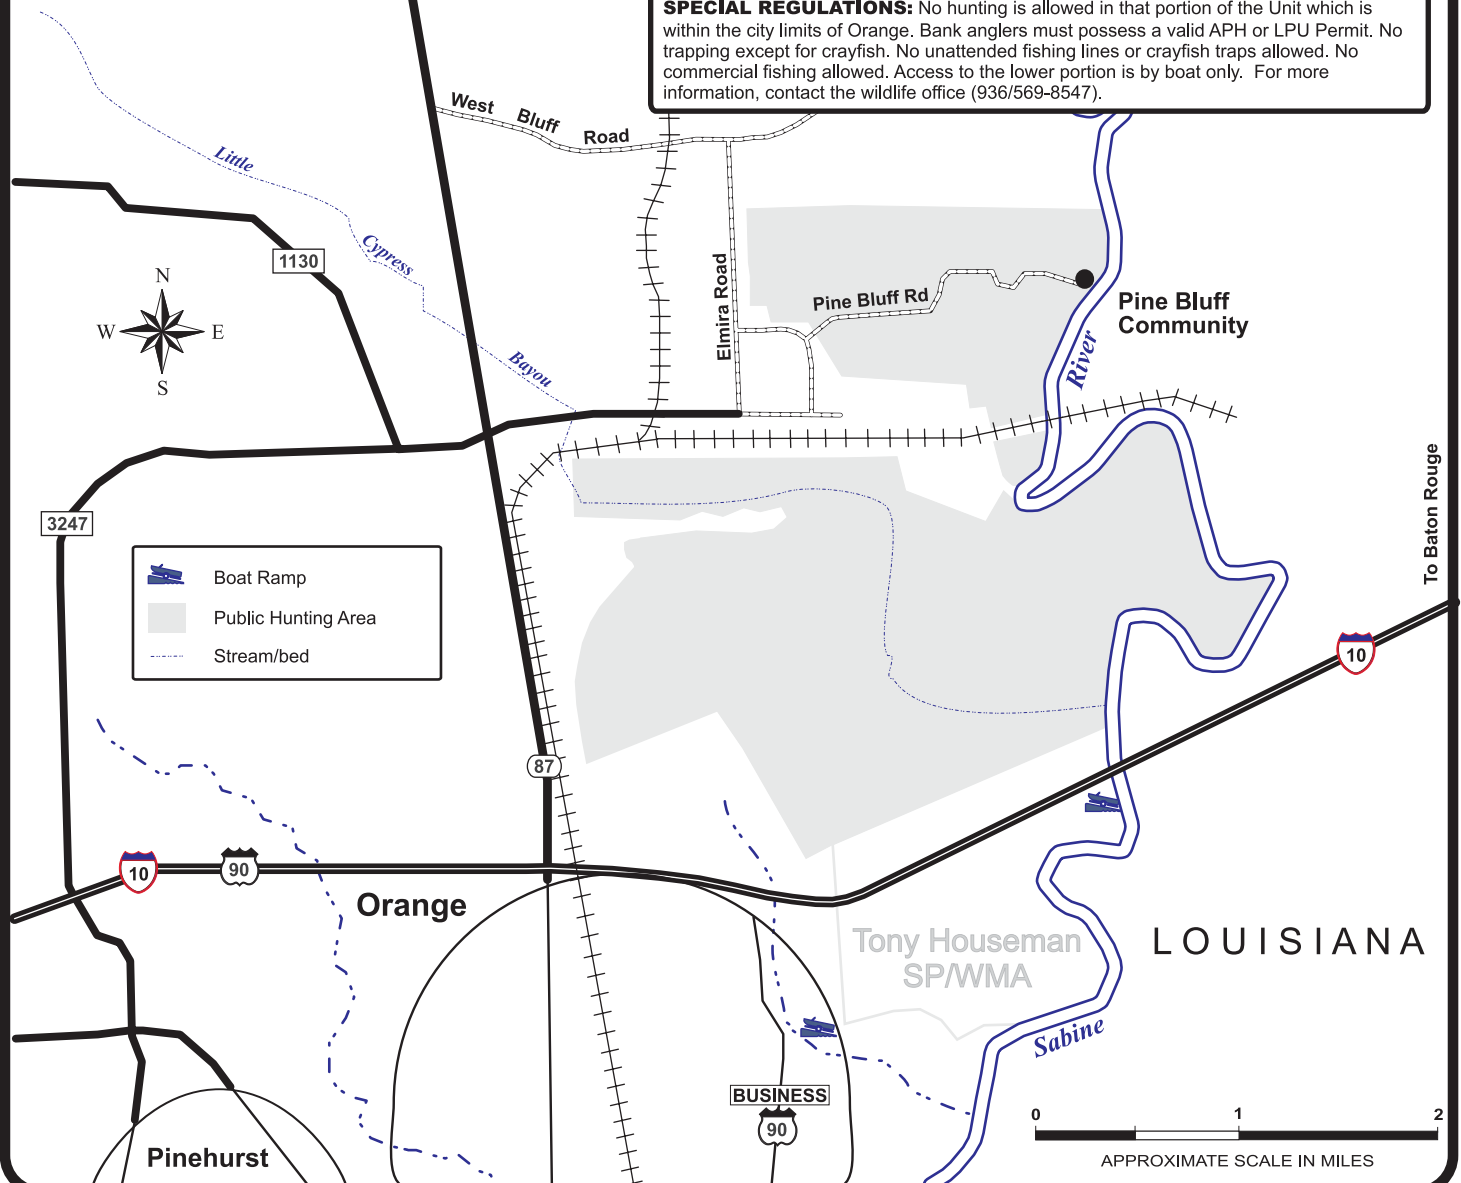 SPECIAL REGULATIONS: No hunting is allowed in that portion of the Unit which is
within the city limits of Orange. Bank anglers must possess a valid APH or LPU Permit. No
trapping except for crayfish. No unattended fishing lines or crayfish traps allowed. No
commercial fishing allowed. Access to the lower portion is by boat only. For more
information, contact the wildlife office (936/569-8547).
West Bluff Road
Little
Cypress
Bayou
1130
N
W E
S
Elmira Road
Pine Bluff Rd
Pine Bluff
Community
River
To Baton Rouge
3247
Boat Ramp
Public Hunting Area
Stream/bed
10
87
10
90
Orange
Tony Houseman
SP/WMA
LOUISIANA
Sabine
BUSINESS
90
Pinehurst
0 1 2
APPROXIMATE SCALE IN MILES